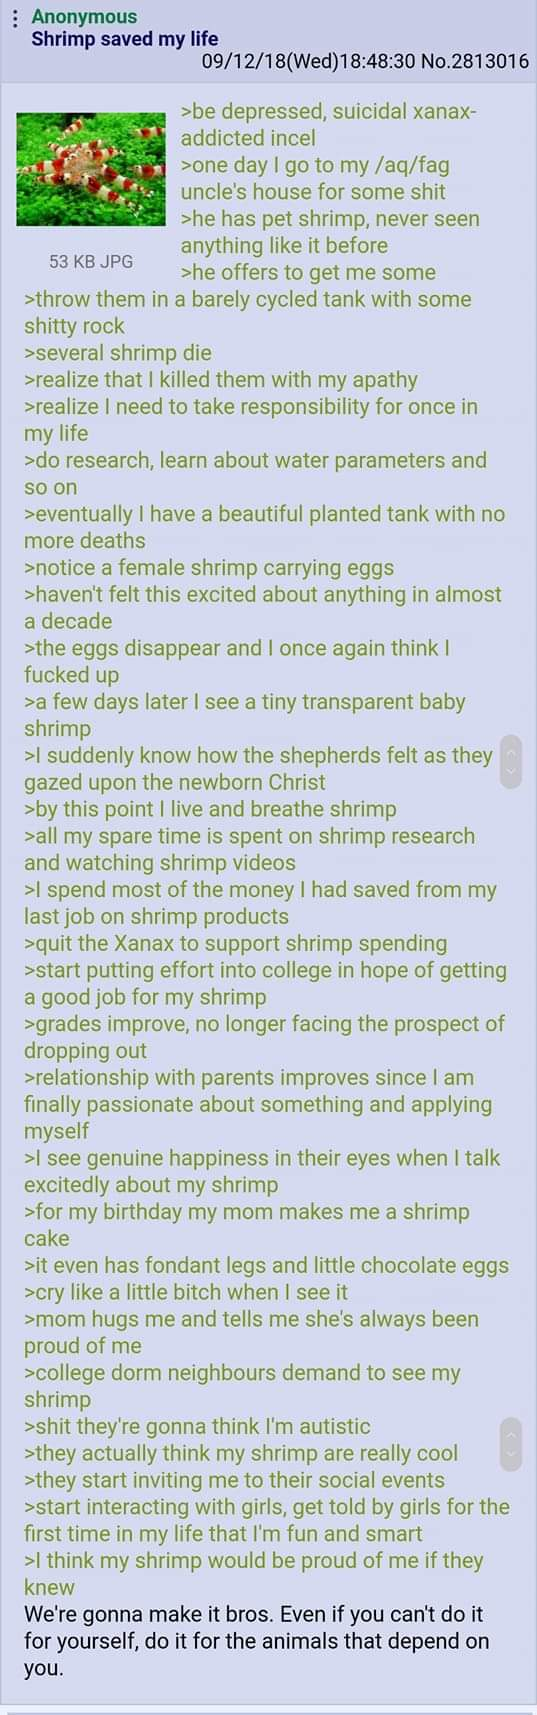 Anonymous
Shrimp saved my life
09/12/18(Wed)18:48:30 No.2813016
>be depressed, suicidal xanax-
addicted incel
>one day I go to my /aq/fag
uncle's house for some shit
>he has pet shrimp, never seen
anything like it before
53 KB JPG
>he offers to get me some
>throw them in a barely cycled tank with some
shitty rock
>several shrimp die
>realize that I killed them with my apathy
>realize I need to take responsibility for once in
my life
>do research, learn about water parameters and
so on
>eventually I have a beautiful planted tank with no
more deaths
>notice a female shrimp carrying eggs
>haven't felt this excited about anything in almost
a decade
>the eggs disappear and I once again think I
fucked up
>a few days later I see a tiny transparent baby
shrimp
>I suddenly know how the shepherds felt as they
gazed upon the newborn Christ
>by this point I live and breathe shrimp
>all my spare time is spent on shrimp research
and watching shrimp videos
>I spend most of the money I had saved from my
last job on shrimp products
>quit the Xanax to support shrimp spending
>start putting effort into college in hope of getting
a good job for my shrimp
>grades improve, no longer facing the prospect of
dropping out
>relationship with parents improves since I am
finally passionate about something and applying
myself
>I see genuine happiness in their eyes when I talk
excitedly about my shrimp
>for my birthday my mom makes me a shrimp
cake
>it even has fondant legs and little chocolate eggs
>cry like a little bitch when I see it
>mom hugs me and tells me she's always been
proud of me
>college dorm neighbours demand to see my
shrimp
>shit they're gonna think I'm autistic
>they actually think my shrimp are really cool
>they start inviting me to their social events
>start interacting with girls, get told by girls for the
first time in my life that I'm fun and smart
>I think my shrimp would be proud of me if they
knew
We're gonna make it bros. Even if you can't do it
for yourself, do it for the animals that depend on
you.